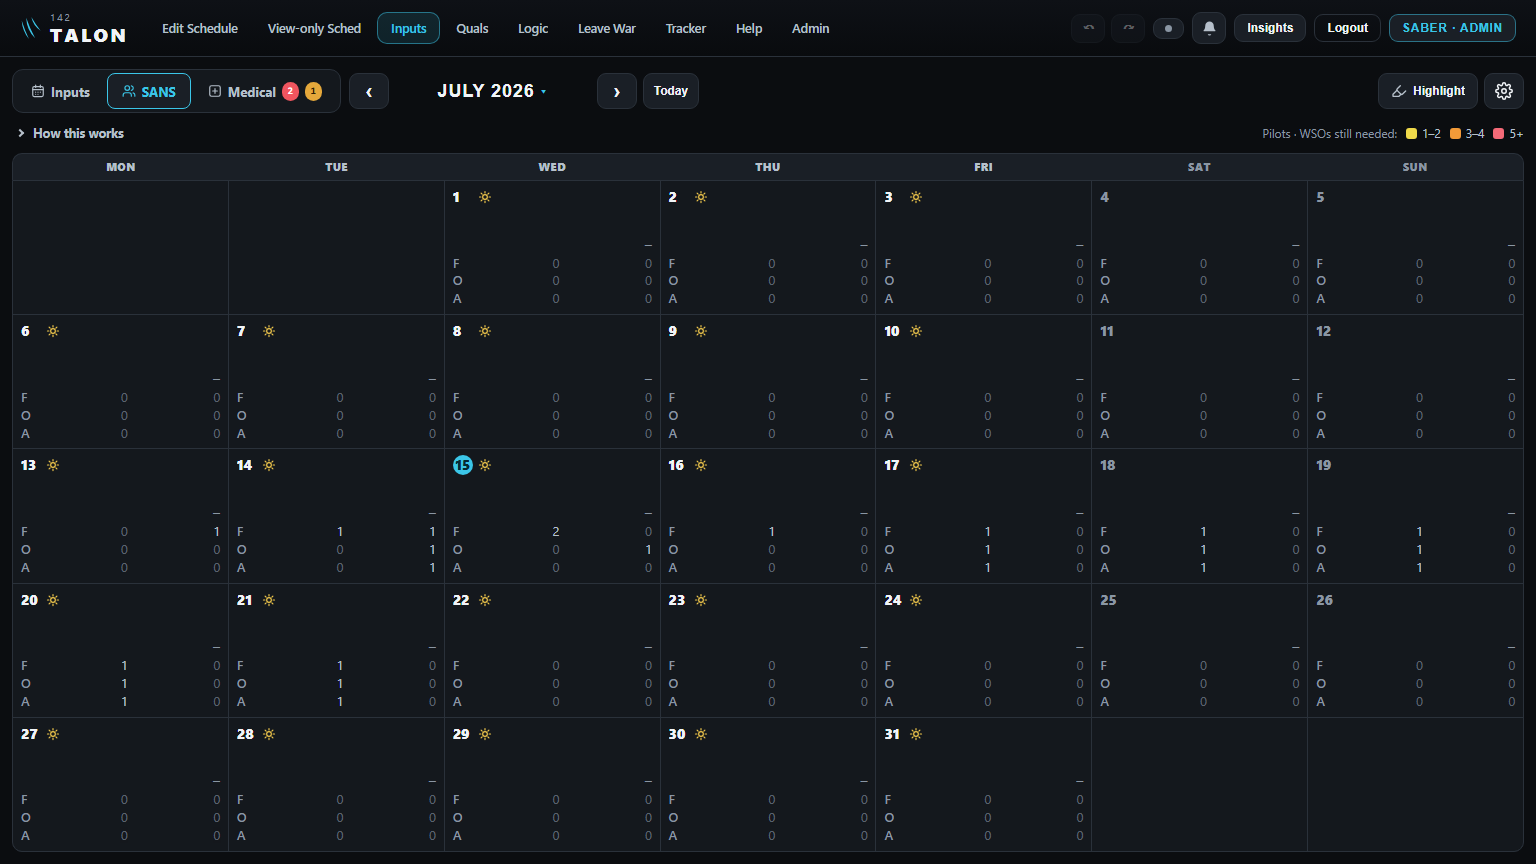 142
TALON
Edit Schedule
View-only Sched
Inputs
Quals
Logic
Leave War
Tracker
Help
Admin
Insights
Logout
SABER · ADMIN
Inputs
SANS
Medical 2 1
‹
JULY 2026
›
Today
Highlight
How this works
Pilots · WSOs still needed: 1–2 3–4 5+
MON TUE WED THU FRI SAT SUN
1 2 3 4 5
– – – – –
F 0 0 F 0 0 F 0 0 F 0 0 F 0 0
O 0 0 O 0 0 O 0 0 O 0 0 O 0 0
A 0 0 A 0 0 A 0 0 A 0 0 A 0 0
6 7 8 9 10 11 12
– – – – – – –
F 0 0 F 0 0 F 0 0 F 0 0 F 0 0 F 0 0 F 0 0
O 0 0 O 0 0 O 0 0 O 0 0 O 0 0 O 0 0 O 0 0
A 0 0 A 0 0 A 0 0 A 0 0 A 0 0 A 0 0 A 0 0
13 14 15 16 17 18 19
– – – – – – –
F 0 1 F 1 1 F 2 0 F 1 0 F 1 0 F 1 0 F 1 0
O 0 0 O 0 1 O 0 1 O 0 0 O 1 0 O 1 0 O 1 0
A 0 0 A 0 1 A 0 0 A 0 0 A 1 0 A 1 0 A 1 0
20 21 22 23 24 25 26
– – – – – – –
F 1 0 F 1 0 F 0 0 F 0 0 F 0 0 F 0 0 F 0 0
O 1 0 O 1 0 O 0 0 O 0 0 O 0 0 O 0 0 O 0 0
A 1 0 A 1 0 A 0 0 A 0 0 A 0 0 A 0 0 A 0 0
27 28 29 30 31
– – – – –
F 0 0 F 0 0 F 0 0 F 0 0 F 0 0
O 0 0 O 0 0 O 0 0 O 0 0 O 0 0
A 0 0 A 0 0 A 0 0 A 0 0 A 0 0